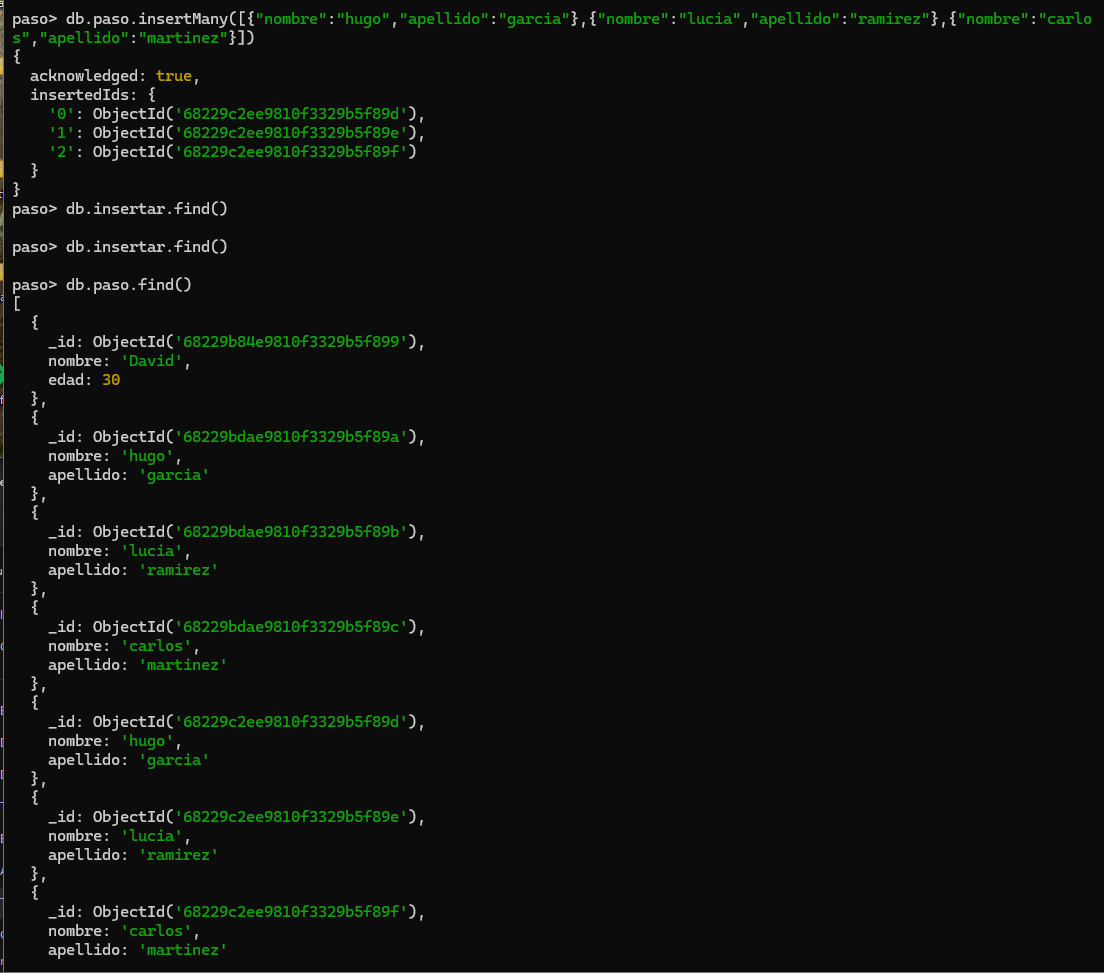 paso> db.paso.insertMany([{"nombre":"hugo","apellido":"garcia"},{"nombre":"lucia","apellido":"ramirez"},{"nombre":"carlo
s","apellido":"martinez"}])
{
  acknowledged: true,
  insertedIds: {
    '0': ObjectId('68229c2ee9810f3329b5f89d'),
    '1': ObjectId('68229c2ee9810f3329b5f89e'),
    '2': ObjectId('68229c2ee9810f3329b5f89f')
  }
}
paso> db.insertar.find()
paso> db.insertar.find()
paso> db.paso.find()
[
  {
    _id: ObjectId('68229b84e9810f3329b5f899'),
    nombre: 'David',
    edad: 30
  },
  {
    _id: ObjectId('68229bdae9810f3329b5f89a'),
    nombre: 'hugo',
    apellido: 'garcia'
  },
  {
    _id: ObjectId('68229bdae9810f3329b5f89b'),
    nombre: 'lucia',
    apellido: 'ramirez'
  },
  {
    _id: ObjectId('68229bdae9810f3329b5f89c'),
    nombre: 'carlos',
    apellido: 'martinez'
  },
  {
    _id: ObjectId('68229c2ee9810f3329b5f89d'),
    nombre: 'hugo',
    apellido: 'garcia'
  },
  {
    _id: ObjectId('68229c2ee9810f3329b5f89e'),
    nombre: 'lucia',
    apellido: 'ramirez'
  },
  {
    _id: ObjectId('68229c2ee9810f3329b5f89f'),
    nombre: 'carlos',
    apellido: 'martinez'